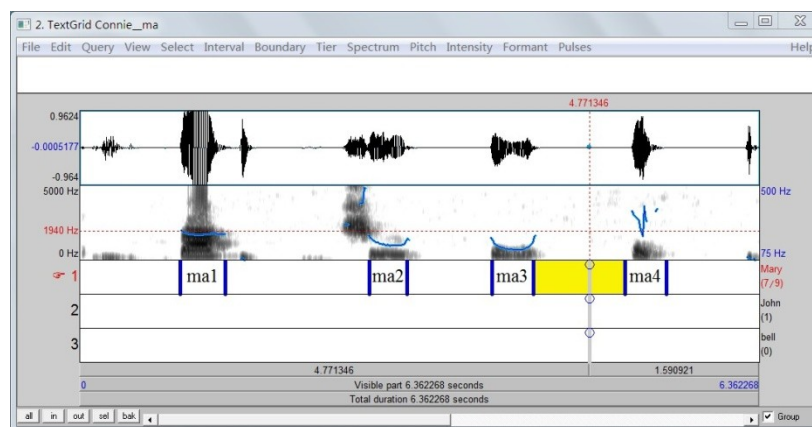 2. TextGrid Connie__ma
File Edit Query View Select Interval Boundary Tier Spectrum Pitch Intensity Formant Pulses Help
4.771346
0.9624
-0.0005177
-0.964
5000 Hz 500 Hz
1940 Hz
0 Hz 75 Hz
1 ma1 ma2 ma3 ma4 Mary
(7/9)
2 John
(1)
3 bell
(0)
4.771346 1.590921
0 Visible part 6.362268 seconds 6.362268
Total duration 6.362268 seconds
all in out sel bak Group